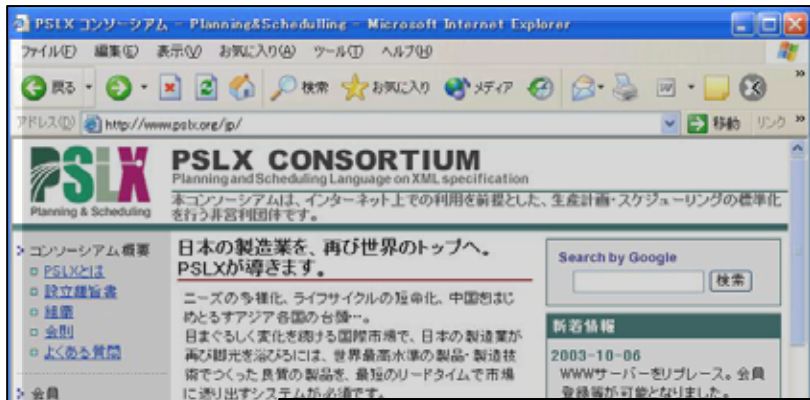 PSLX コンソーシアム - Planning&Schedulling - Microsoft Internet Explorer
ファイル(F) 編集(E) 表示(V) お気に入り(A) ツール(T) ヘルプ(H)
戻る 検索 お気に入り メディア
アドレス(D) http://www.pslx.org/jp/ 移動 リンク
PSLX
Planning & Scheduling
PSLX CONSORTIUM
Planning and Scheduling Language on XML specification
本コンソーシアムは、インターネット上での利用を前提とした、生産計画・スケジューリングの標準化
を行う非営利団体です。
コンソーシアム概要
PSLXとは
設立趣旨書
組織
会則
よくある質問
会員
日本の製造業を、再び世界のトップへ。
PSLXが導きます。
ニーズの多様化、ライフサイクルの短命化、中国をはじ
めとするアジア各国の台頭…。
目まぐるしく変化を続ける国際市場で、日本の製造業が
再び脚光を浴びるには、世界最高水準の製品・製造技
術でつくった良質の製品を、最短のリードタイムで市場
に送り出すシステムが必須です。
Search by Google
検索
新着情報
2003-10-06
WWWサーバーをリプレース。会員
登録等が可能となりました。